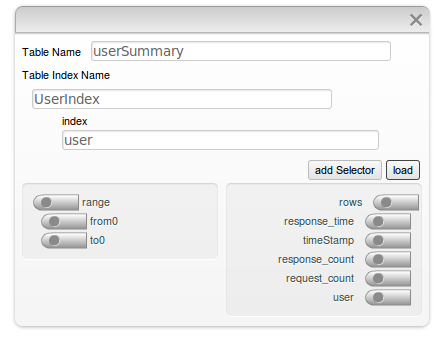 Table Name userSummary
Table Index Name
UserIndex
index
user
add Selector load
range
from0
to0
rows
response_time
timeStamp
response_count
request_count
user